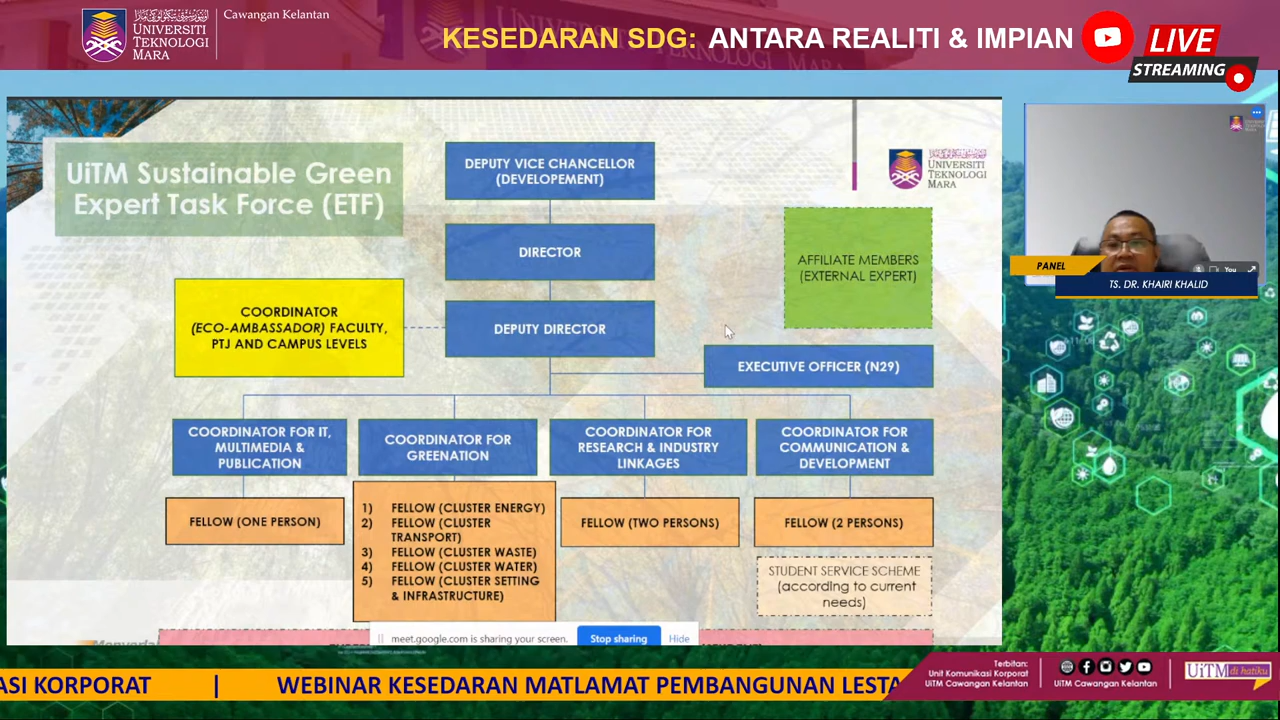 UNIVERSITI
TEKNOLOGI
MARA
Cawangan Kelantan
KESEDARAN SDG: ANTARA REALITI & IMPIAN
LIVE
STREAMING
UiTM Sustainable Green
Expert Task Force (ETF)
DEPUTY VICE CHANCELLOR
(DEVELOPEMENT)
UNIVERSITI
TEKNOLOGI
MARA
DIRECTOR
AFFILIATE MEMBERS
(EXTERNAL EXPERT)
COORDINATOR
(ECO-AMBASSADOR) FACULTY,
PTJ AND CAMPUS LEVELS
DEPUTY DIRECTOR
EXECUTIVE OFFICER (N29)
COORDINATOR FOR IT,
MULTIMEDIA &
PUBLICATION
COORDINATOR FOR
GREENATION
COORDINATOR FOR
RESEARCH & INDUSTRY
LINKAGES
COORDINATOR FOR
COMMUNICATION &
DEVELOPMENT
FELLOW (ONE PERSON)
1) FELLOW (CLUSTER ENERGY)
2) FELLOW (CLUSTER
TRANSPORT)
3) FELLOW (CLUSTER WASTE)
4) FELLOW (CLUSTER WATER)
5) FELLOW (CLUSTER SETTING
& INFRASTRUCTURE)
FELLOW (TWO PERSONS)
FELLOW (2 PERSONS)
STUDENT SERVICE SCHEME
(according to current
needs)
meet.google.com is sharing your screen.
Stop sharing
Hide
You
PANEL
TS. DR. KHAIRI KHALID
ASI KORPORAT | WEBINAR KESEDARAN MATLAMAT PEMBANGUNAN LESTA
Terbitan:
Unit Komunikasi Korporat
UiTM Cawangan Kelantan
UiTM Cawangan Kelantan
UiTM di hatiku